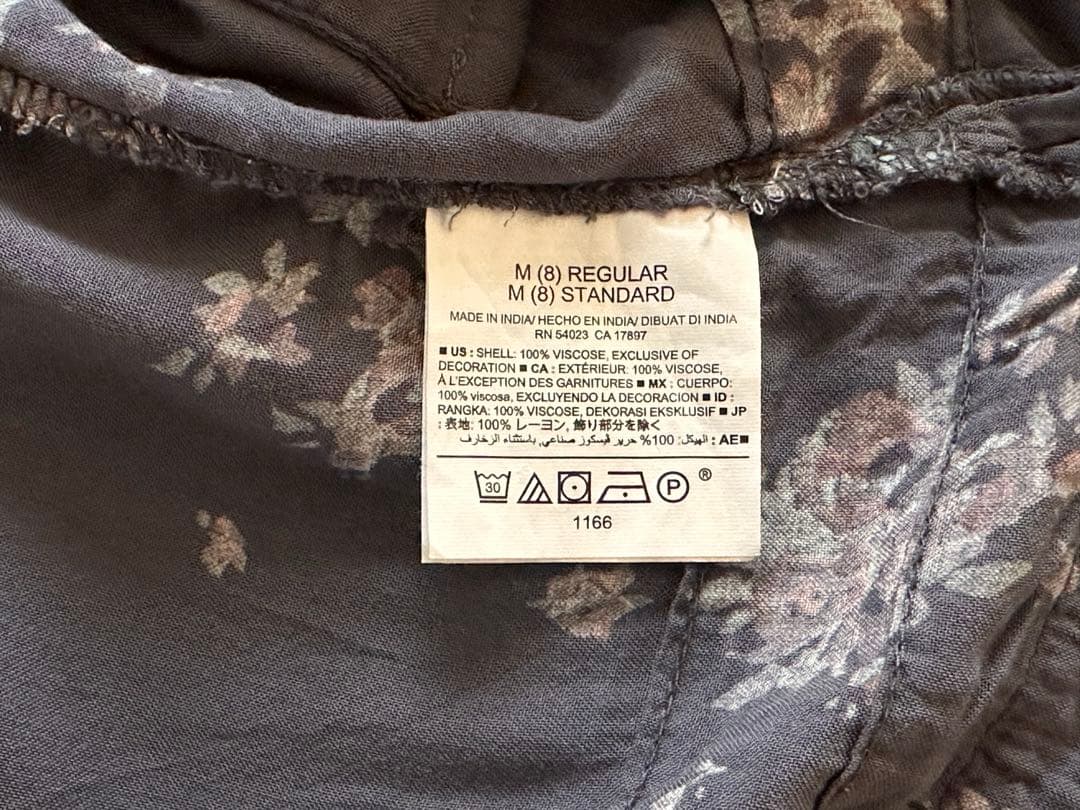 M (8) REGULAR
M (8) STANDARD
MADE IN INDIA/ HECHO EN INDIA/ DIBUAT DI INDIA
RN 54023 CA 17897
■ US : SHELL: 100% VISCOSE, EXCLUSIVE OF
DECORATION ■ CA : EXTÉRIEUR: 100% VISCOSE,
À L'EXCEPTION DES GARNITURES ■ MX : CUERPO:
100% viscosa, EXCLUYENDO LA DECORACION ■ ID :
RANGKA: 100% VISCOSE, DEKORASI EKSKLUSIF ■ JP
: 表地: 100% レーヨン, 飾り部分を除く
■AE : الهيكل: 100% حرير فيسكوز صناعي, باستثناء الزخارف
30 P ®
1166